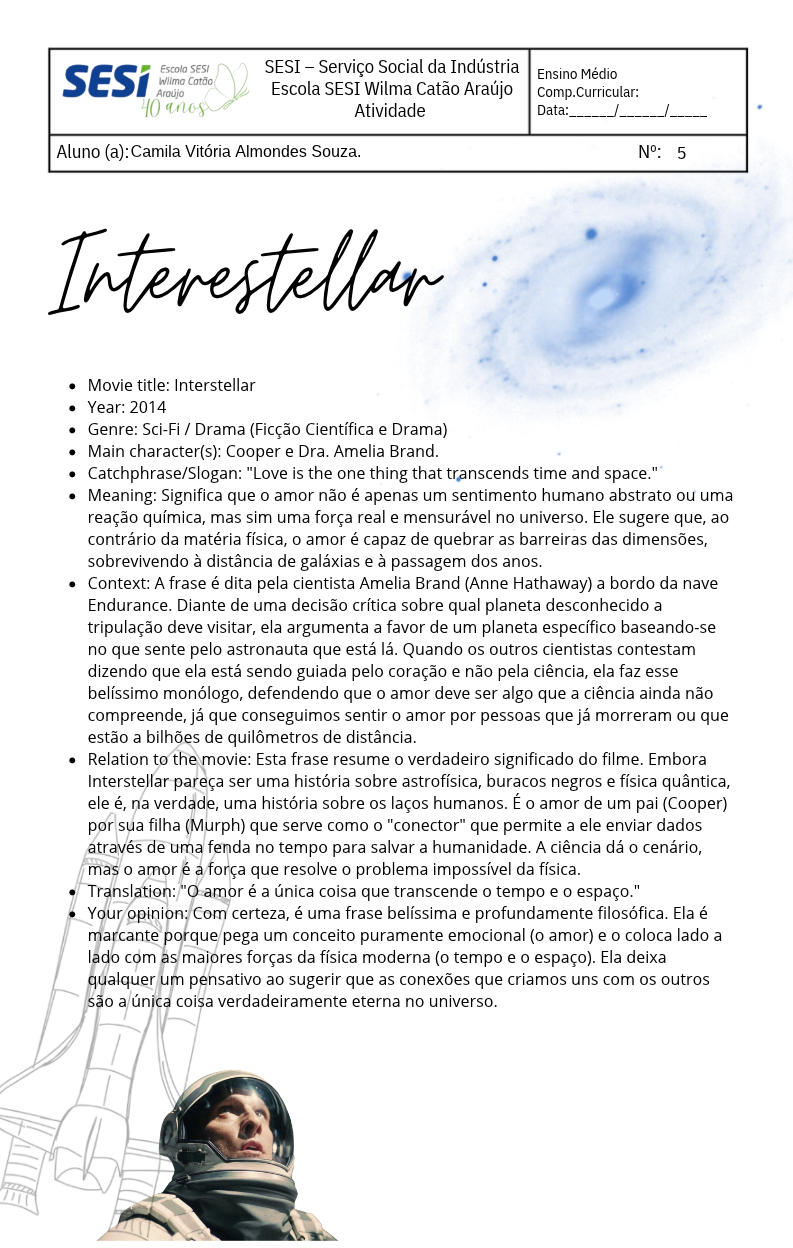 SESI
Escola SESI
Wilma Catão
Araújo
40 anos
SESI – Serviço Social da Indústria
Escola SESI Wilma Catão Araújo
Atividade
Ensino Médio
Comp.Curricular:
Data:______/______/_____
Aluno (a): Camila Vitória Almondes Souza.
Nº: 5
Interestellar
• Movie title: Interstellar
• Year: 2014
• Genre: Sci-Fi / Drama (Ficção Científica e Drama)
• Main character(s): Cooper e Dra. Amelia Brand.
• Catchphrase/Slogan: "Love is the one thing that transcends time and space."
• Meaning: Significa que o amor não é apenas um sentimento humano abstrato ou uma
reação química, mas sim uma força real e mensurável no universo. Ele sugere que, ao
contrário da matéria física, o amor é capaz de quebrar as barreiras das dimensões,
sobrevivendo à distância de galáxias e à passagem dos anos.
• Context: A frase é dita pela cientista Amelia Brand (Anne Hathaway) a bordo da nave
Endurance. Diante de uma decisão crítica sobre qual planeta desconhecido a
tripulação deve visitar, ela argumenta a favor de um planeta específico baseando-se
no que sente pelo astronauta que está lá. Quando os outros cientistas contestam
dizendo que ela está sendo guiada pelo coração e não pela ciência, ela faz esse
belíssimo monólogo, defendendo que o amor deve ser algo que a ciência ainda não
compreende, já que conseguimos sentir o amor por pessoas que já morreram ou que
estão a bilhões de quilômetros de distância.
• Relation to the movie: Esta frase resume o verdadeiro significado do filme. Embora
Interstellar pareça ser uma história sobre astrofísica, buracos negros e física quântica,
ele é, na verdade, uma história sobre os laços humanos. É o amor de um pai (Cooper)
por sua filha (Murph) que serve como o "conector" que permite a ele enviar dados
através de uma fenda no tempo para salvar a humanidade. A ciência dá o cenário,
mas o amor é a força que resolve o problema impossível da física.
• Translation: "O amor é a única coisa que transcende o tempo e o espaço."
• Your opinion: Com certeza, é uma frase belíssima e profundamente filosófica. Ela é
marcante porque pega um conceito puramente emocional (o amor) e o coloca lado a
lado com as maiores forças da física moderna (o tempo e o espaço). Ela deixa
qualquer um pensativo ao sugerir que as conexões que criamos uns com os outros
são a única coisa verdadeiramente eterna no universo.